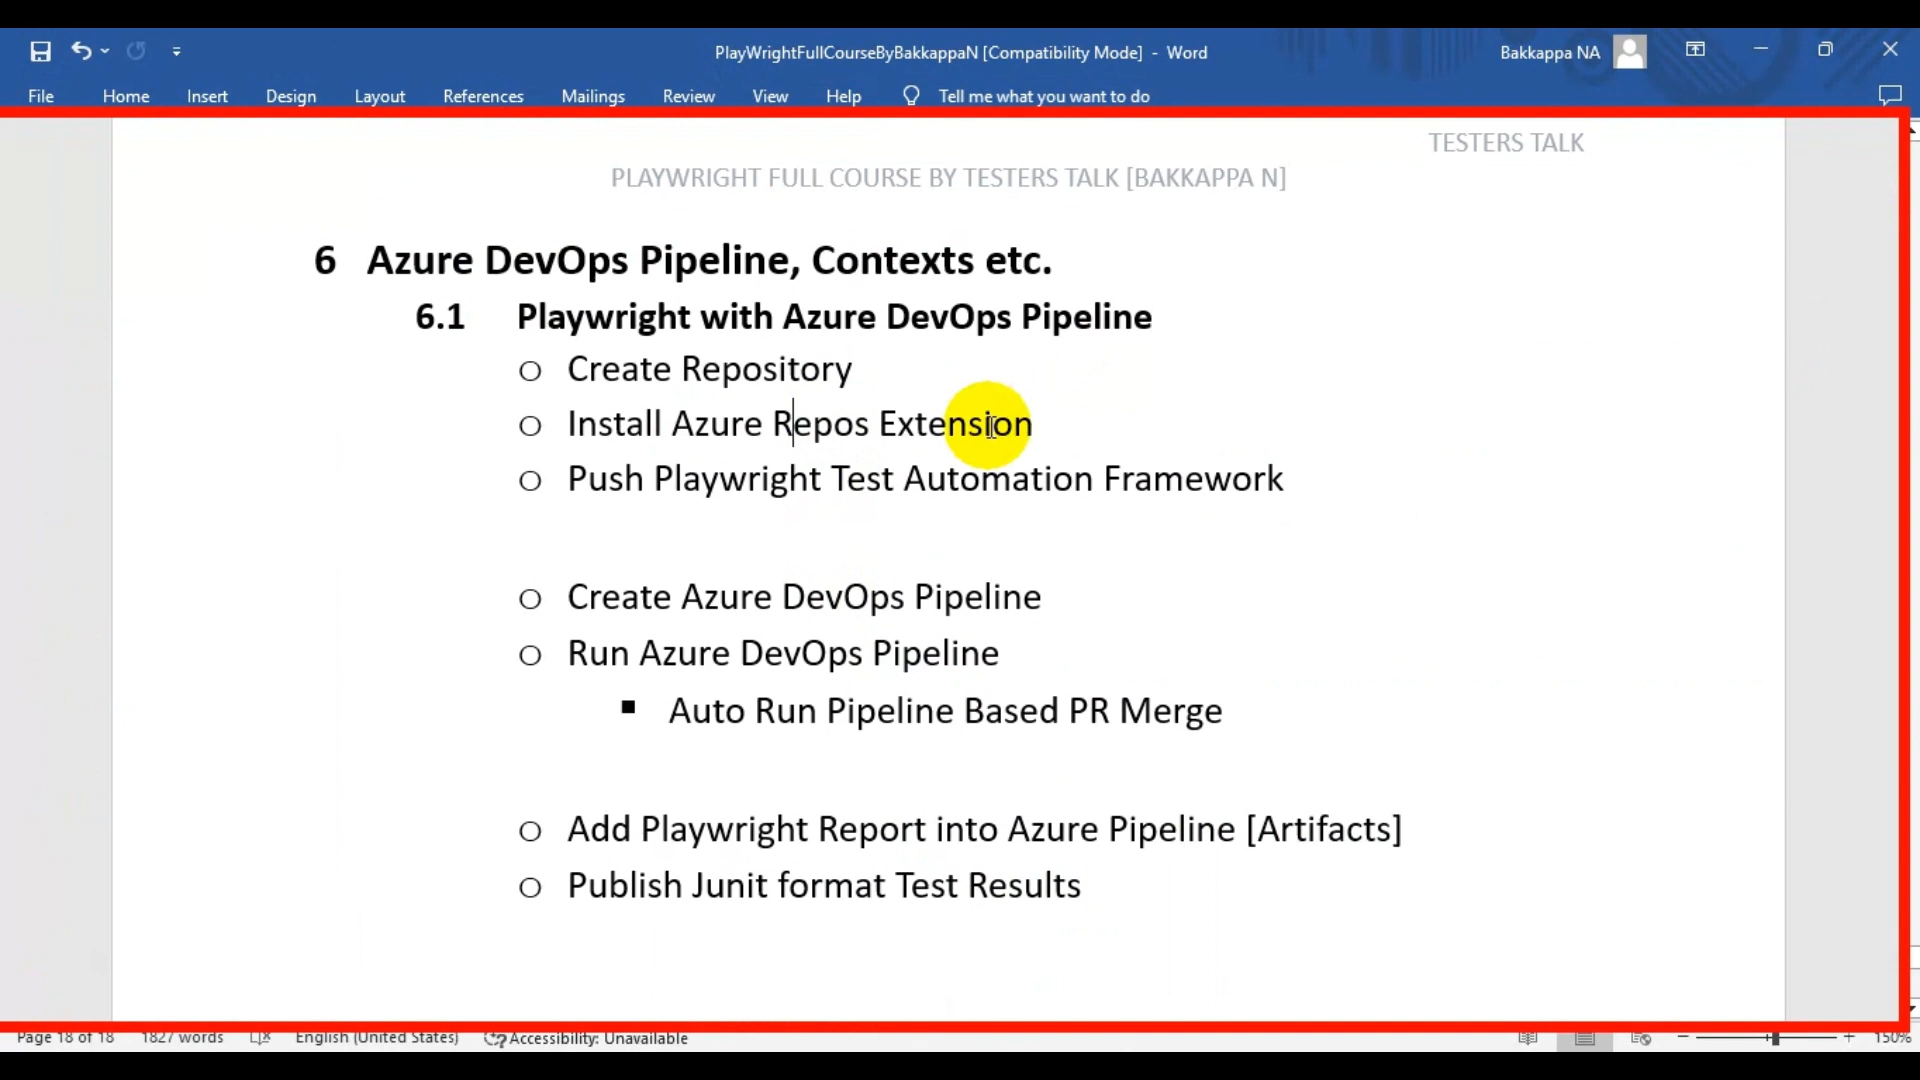 PlayWrightFullCourseByBakkappaN [Compatibility Mode] - Word
Bakkappa NA
File Home Insert Design Layout References Mailings Review View Help Tell me what you want to do
TESTERS TALK
PLAYWRIGHT FULL COURSE BY TESTERS TALK [BAKKAPPA N]
6 Azure DevOps Pipeline, Contexts etc.
6.1 Playwright with Azure DevOps Pipeline
o Create Repository
o Install Azure Repos Extension
o Push Playwright Test Automation Framework
o Create Azure DevOps Pipeline
o Run Azure DevOps Pipeline
▪ Auto Run Pipeline Based PR Merge
o Add Playwright Report into Azure Pipeline [Artifacts]
o Publish Junit format Test Results
Page 18 of 18 1827 words English (United States) Accessibility: Unavailable 150%